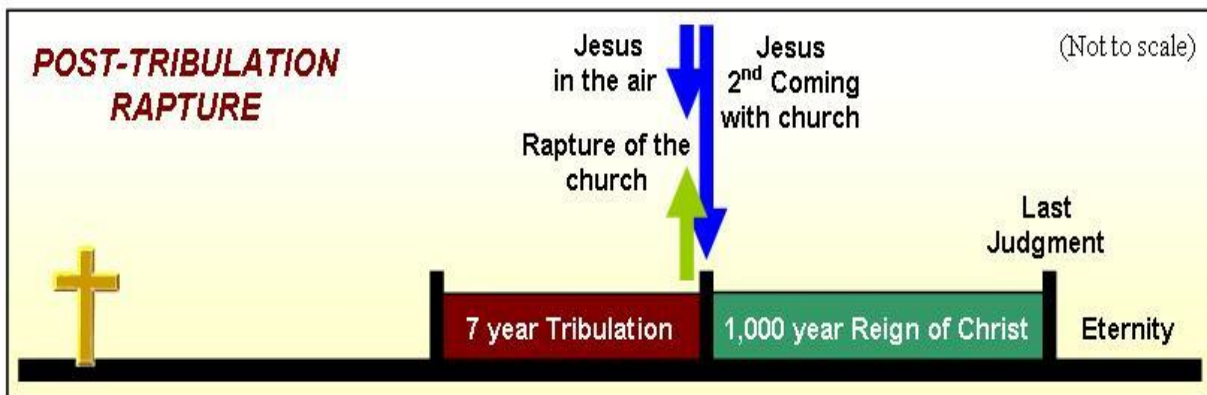 POST-TRIBULATION
RAPTURE
Jesus
in the air
Jesus
2nd Coming
with church
(Not to scale)
Rapture of the
church
Last
Judgment
7 year Tribulation
1,000 year Reign of Christ
Eternity